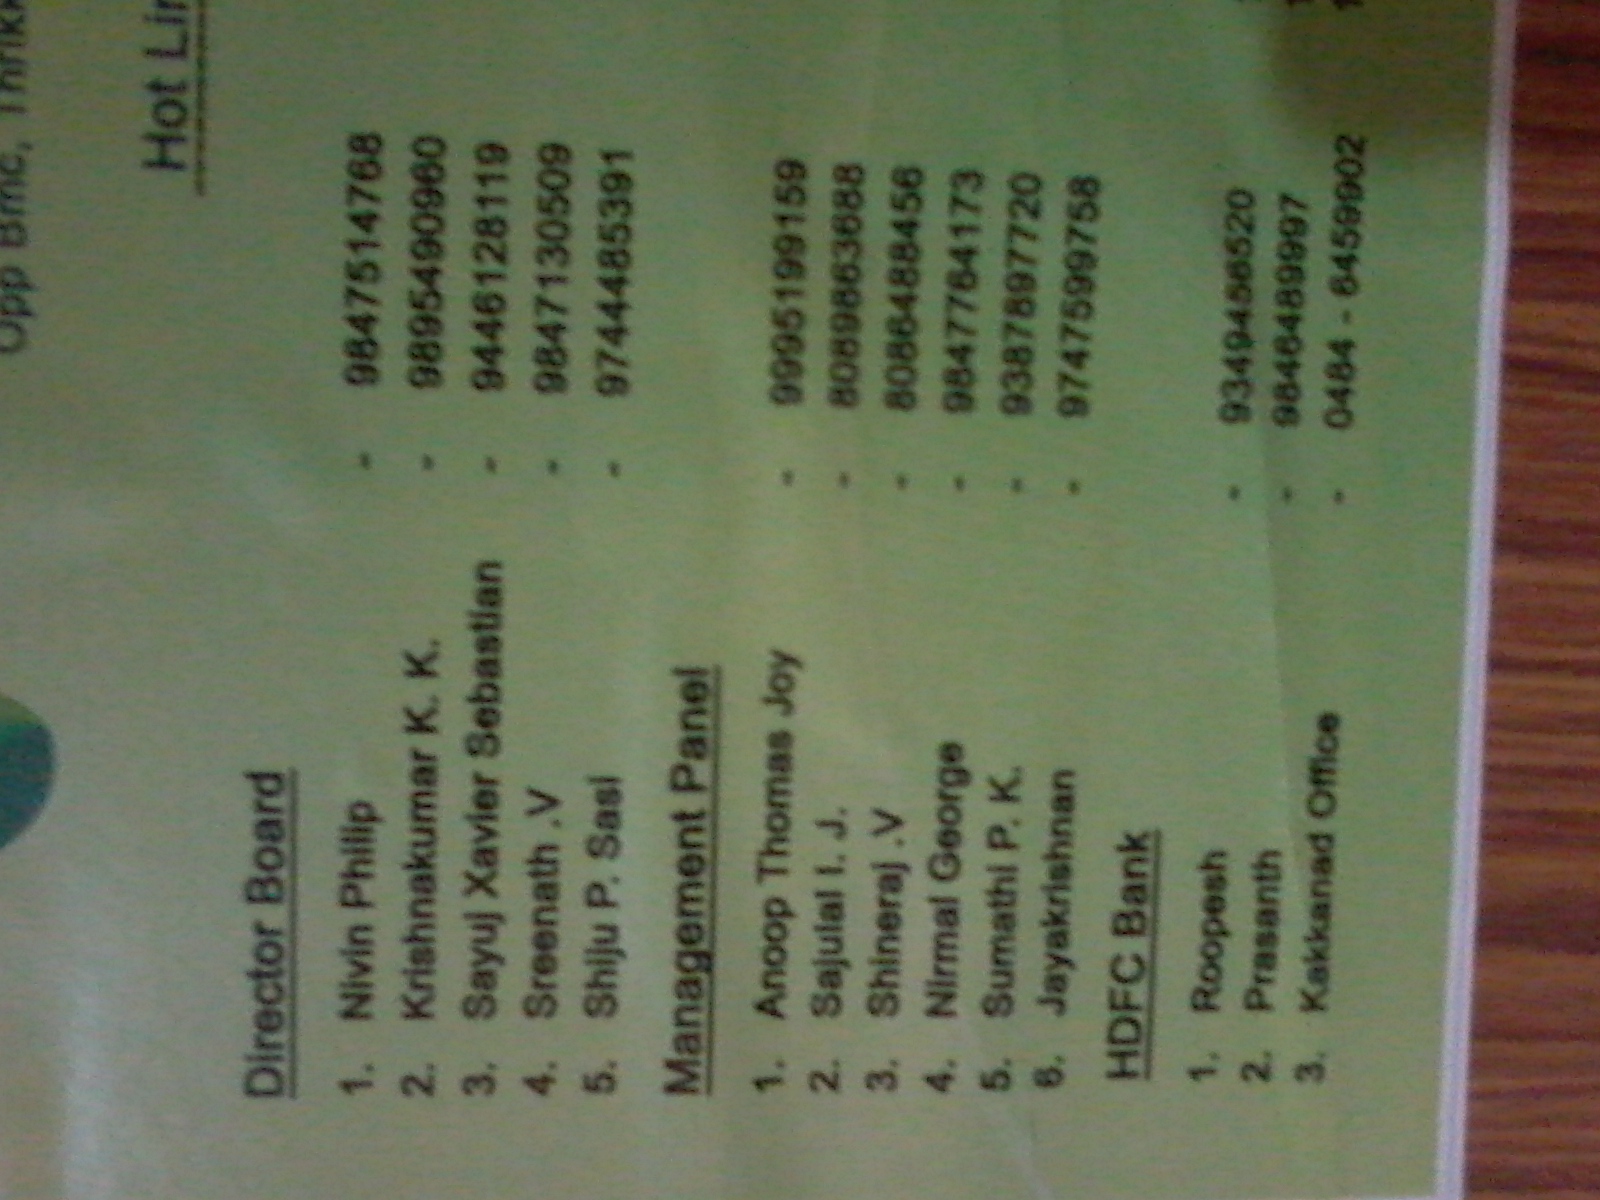 Opp Bmc,
Hot
Director Board
1. Nivin Philip - 9847514768
2. Krishnakumar K. K. - 9895490960
3. Sayuj Xavier Sebastian - 9446128119
4. Sreenath .V - 9847130509
5. Shiju P. Sasi - 9744485391
Management Panel
1. Anoop Thomas Joy - 9995199159
2. Sajulal I. J. - 8089863688
3. Shineraj .V - 8086488456
4. Nirmal George - 9847764173
5. Sumathi P. K. - 9387897720
6. Jayakrishnan - 9747599758
HDFC Bank
1. Roopesh - 9349456520
2. Prasanth - 9846489997
3. Kakkanad Office - 0484 - 6459902